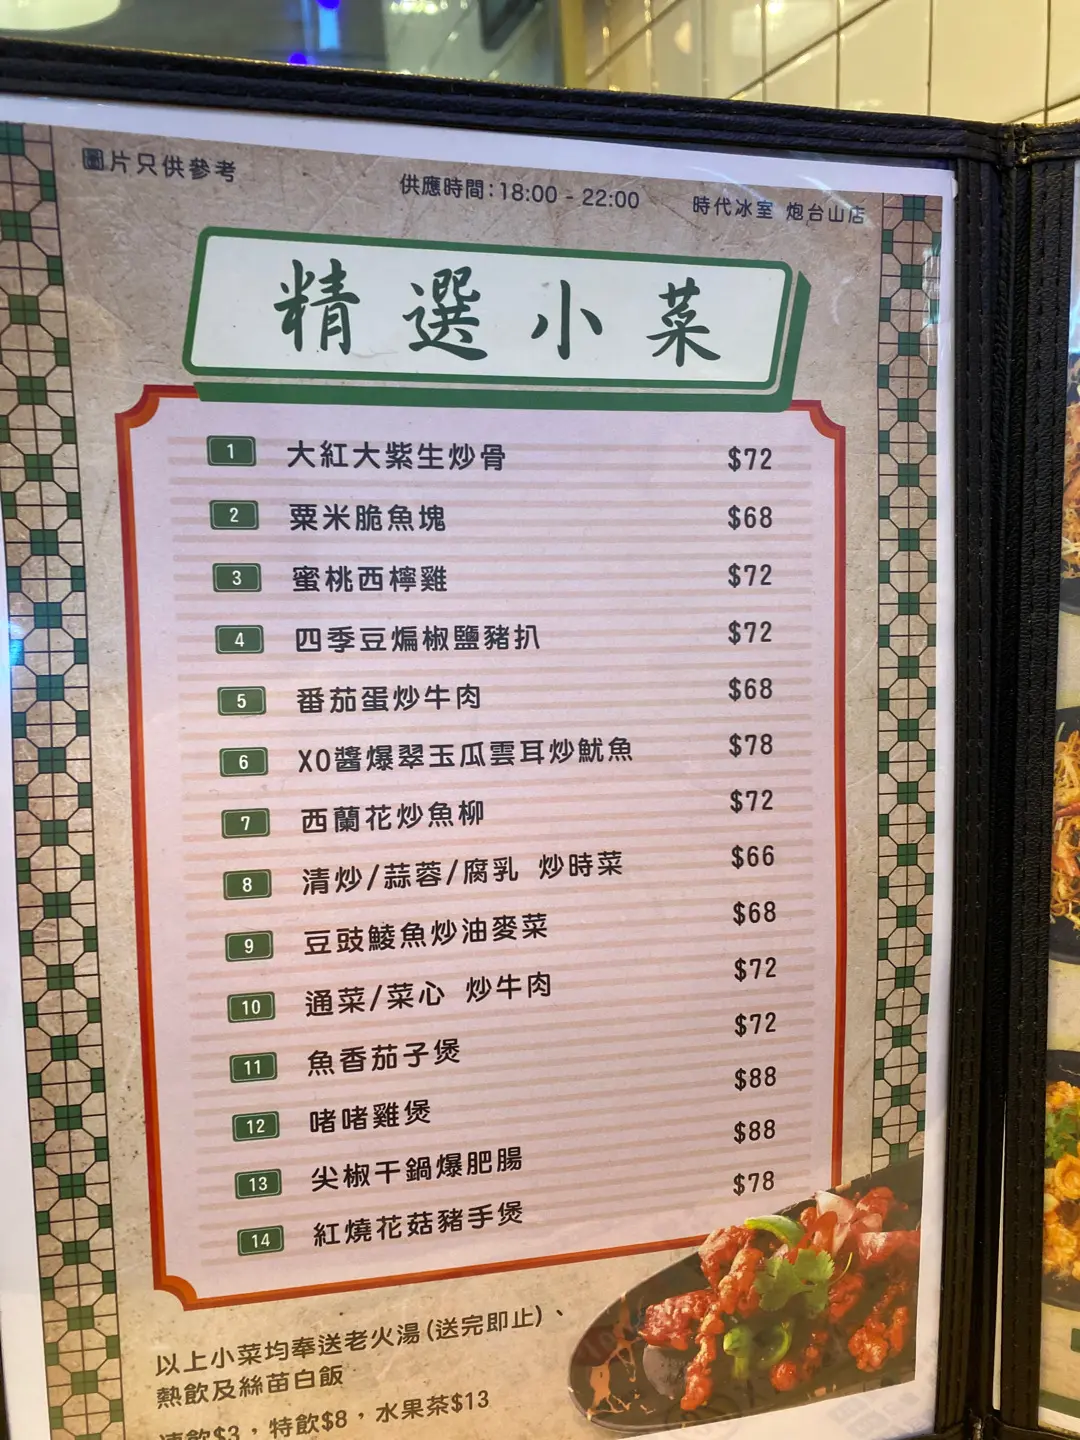 圖片只供參考
供應時間：18:00 - 22:00
時代冰室 炮台山店
精選小菜
1 大紅大紫生炒骨 $72
2 粟米脆魚塊 $68
3 蜜桃西檸雞 $72
4 四季豆煸椒鹽豬扒 $72
5 番茄蛋炒牛肉 $68
6 XO醬爆翠玉瓜雲耳炒魷魚 $78
7 西蘭花炒魚柳 $72
8 清炒/蒜蓉/腐乳 炒時菜 $66
9 豆豉鯪魚炒油麥菜 $68
10 通菜/菜心 炒牛肉 $72
11 魚香茄子煲 $72
12 啫啫雞煲 $88
13 尖椒干鍋爆肥腸 $88
14 紅燒花菇豬手煲 $78
以上小菜均奉送老火湯(送完即止)、
熱飲及絲苗白飯
凍飲$3，特飲$8，水果茶$13